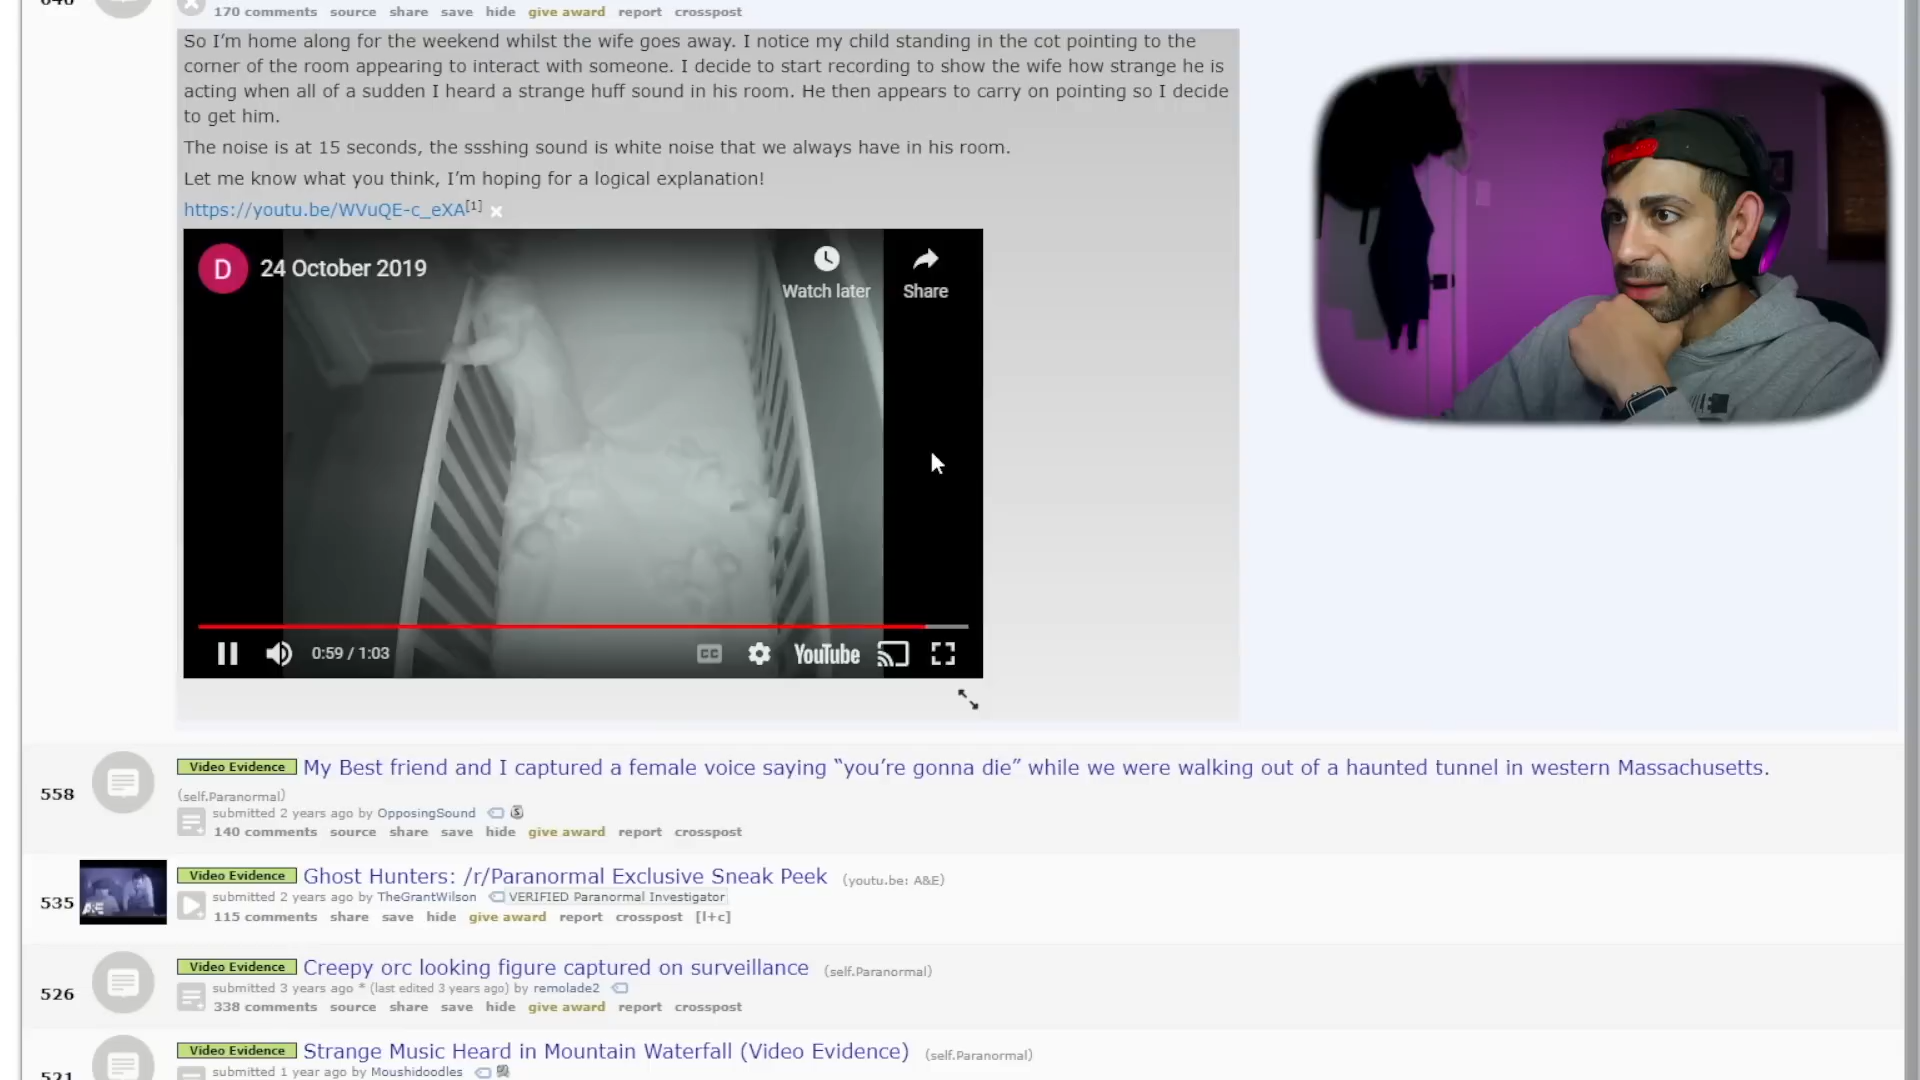 170 comments source share save hide give award report crosspost
So I’m home along for the weekend whilst the wife goes away. I notice my child standing in the cot pointing to the
corner of the room appearing to interact with someone. I decide to start recording to show the wife how strange he is
acting when all of a sudden I heard a strange huff sound in his room. He then appears to carry on pointing so I decide
to get him.
The noise is at 15 seconds, the ssshing sound is white noise that we always have in his room.
Let me know what you think, I’m hoping for a logical explanation!
https://youtu.be/WVuQE-c_eXA[1]
D 24 October 2019
Watch later Share
0:59 / 1:03 CC YouTube
558
Video Evidence My Best friend and I captured a female voice saying “you’re gonna die” while we were walking out of a haunted tunnel in western Massachusetts.
(self.Paranormal)
submitted 2 years ago by OpposingSound
140 comments source share save hide give award report crosspost
535
A&E
Video Evidence Ghost Hunters: /r/Paranormal Exclusive Sneak Peek (youtu.be: A&E)
submitted 2 years ago by TheGrantWilson VERIFIED Paranormal Investigator
115 comments share save hide give award report crosspost [l+c]
526
Video Evidence Creepy orc looking figure captured on surveillance (self.Paranormal)
submitted 3 years ago * (last edited 3 years ago) by remolade2
338 comments source share save hide give award report crosspost
521
Video Evidence Strange Music Heard in Mountain Waterfall (Video Evidence) (self.Paranormal)
submitted 1 year ago by Moushidoodles